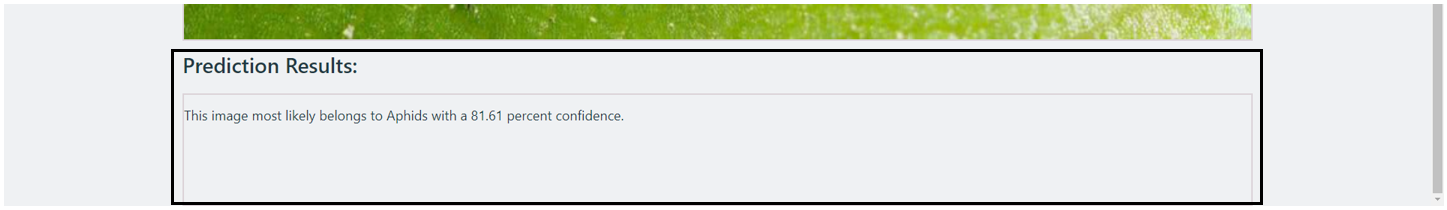 Prediction Results:
This image most likely belongs to Aphids with a 81.61 percent confidence.